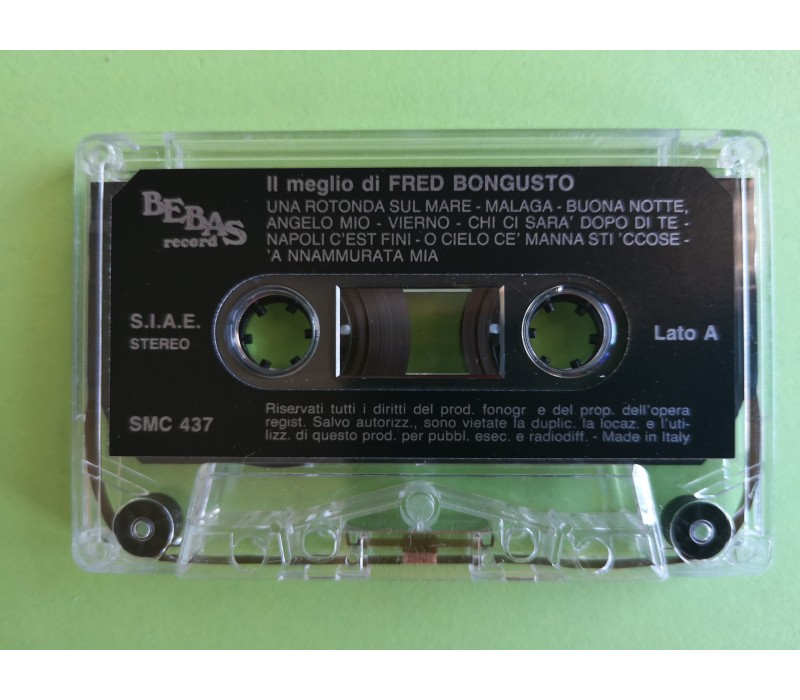 Il meglio di FRED BONGUSTO
BEBAS
record
UNA ROTONDA SUL MARE - MALAGA - BUONA NOTTE,
ANGELO MIO - VIERNO - CHI CI SARA' DOPO DI TE -
NAPOLI C'EST FINI - O CIELO CE' MANNA STI 'CCOSE -
'A NNAMMURATA MIA
S.I.A.E.
STEREO
Lato A
SMC 437
Riservati tutti i diritti del prod. fonogr e del prop. dell'opera
regist. Salvo autorizz., sono vietate la duplic. la locaz. e l'uti-
lizz. di questo prod. per pubbl. esec. e radiodiff. - Made in Italy